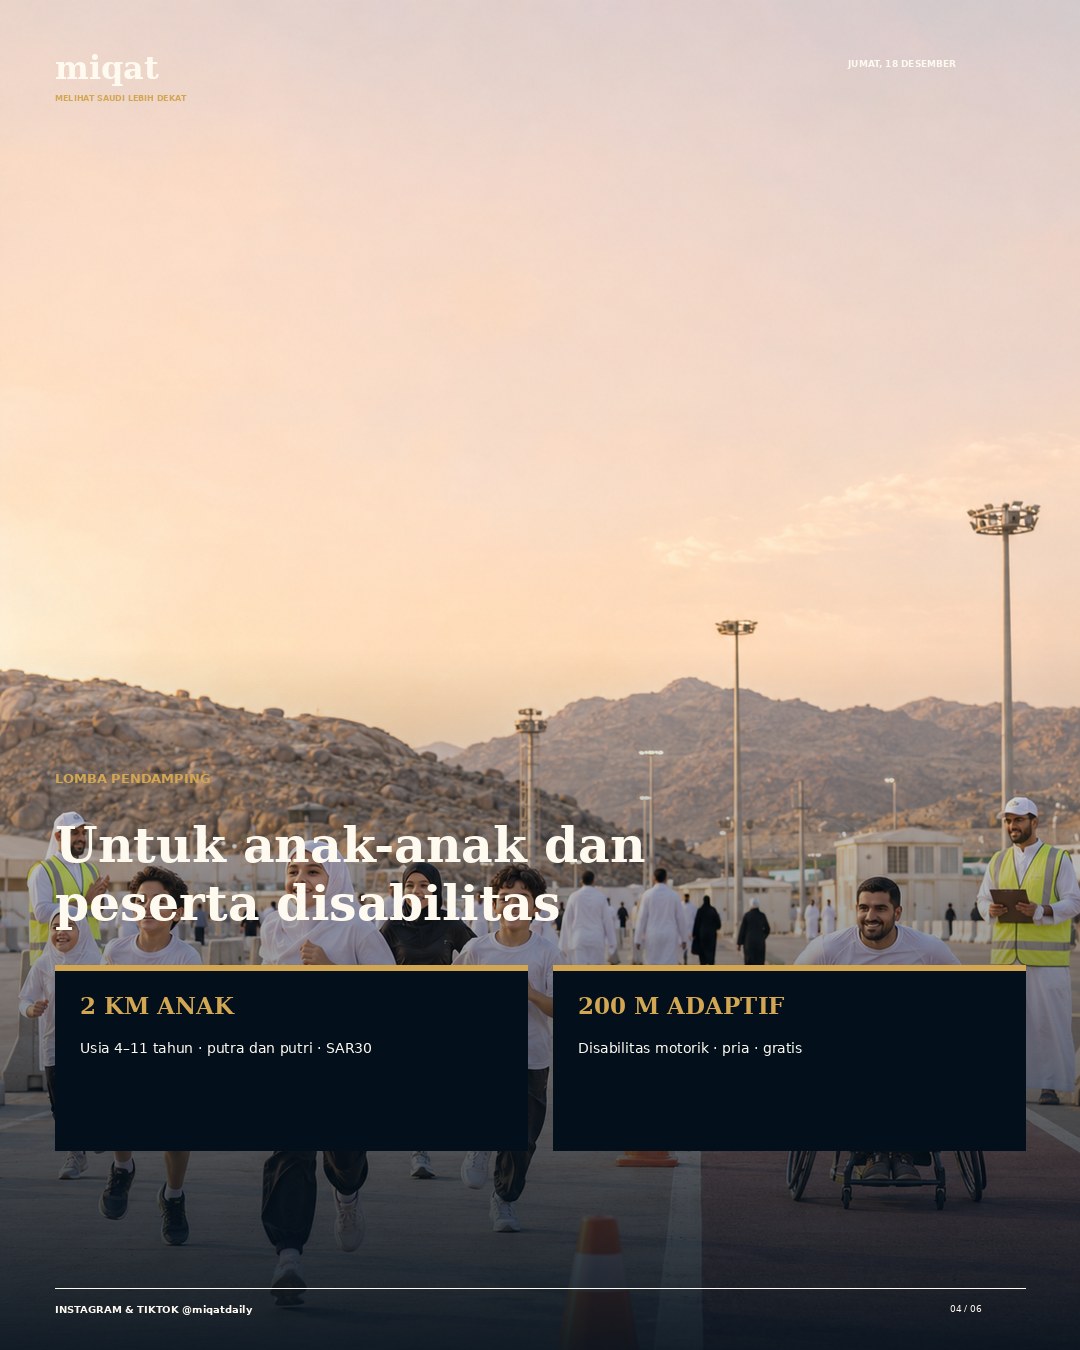 miqat
MELIHAT SAUDI LEBIH DEKAT
JUMAT, 18 DESEMBER
LOMBA PENDAMPING
Untuk anak-anak dan
peserta disabilitas
2 KM ANAK
Usia 4–11 tahun · putra dan putri · SAR30
200 M ADAPTIF
Disabilitas motorik · pria · gratis
INSTAGRAM & TIKTOK @miqatdaily
04 / 06